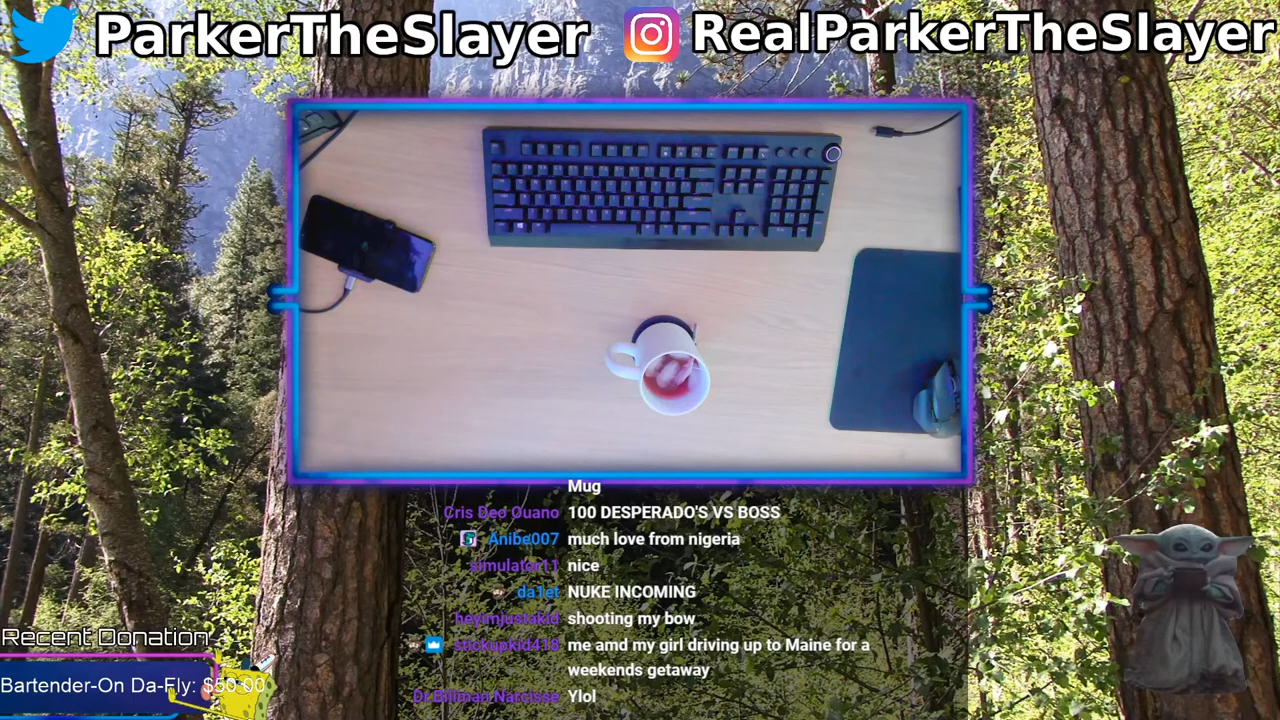 ParkerTheSlayer
RealParkerTheSlayer
Mug
Cris Deo Ouano 100 DESPERADO'S VS BOSS
Anibe007 much love from nigeria
simulator11 nice
da1et NUKE INCOMING
heyimjustakid shooting my bow
stickupkid418 me amd my girl driving up to Maine for a
weekends getaway
Dr.Billman Narcisse Ylol
Recent Donation
Bartender-On Da-Fly: $50.00